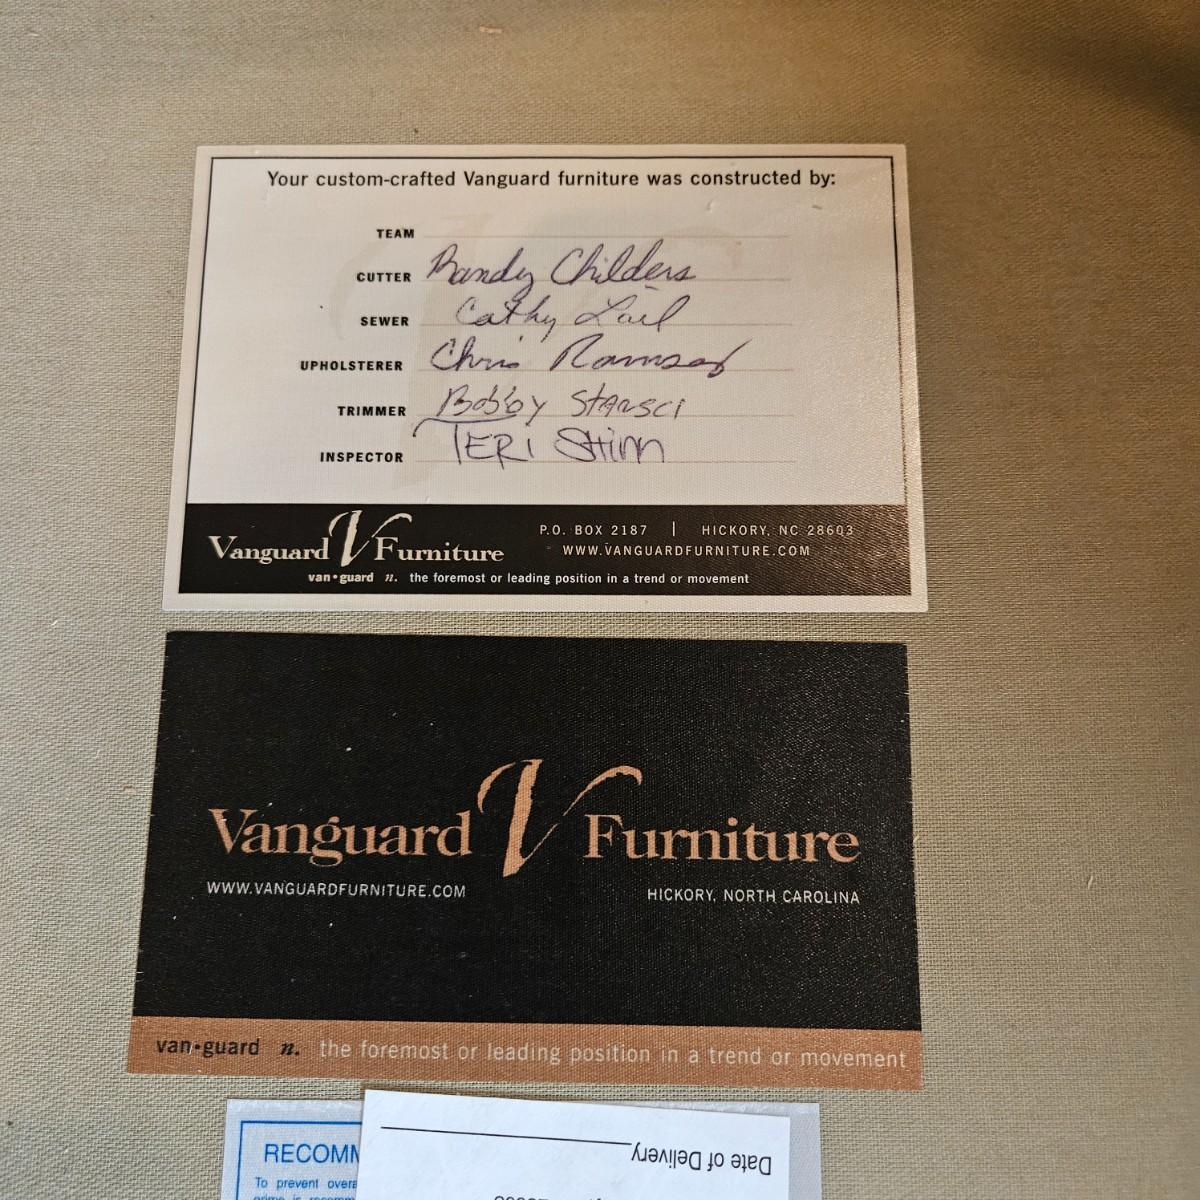 Your custom-crafted Vanguard furniture was constructed by:
TEAM
CUTTER Randy Childers
SEWER Cathy Lail
UPHOLSTERER Chris Ramsey
TRIMMER Bobby
INSPECTOR TERI Shinn
Vanguard V Furniture
P.O. BOX 2187 | HICKORY, NC 28603
WWW.VANGUARDFURNITURE.COM
van•guard n. the foremost or leading position in a trend or movement
Vanguard V Furniture
WWW.VANGUARDFURNITURE.COM HICKORY, NORTH CAROLINA
van•guard n. the foremost or leading position in a trend or movement
RECOMM
To prevent overa
Date of Delivery